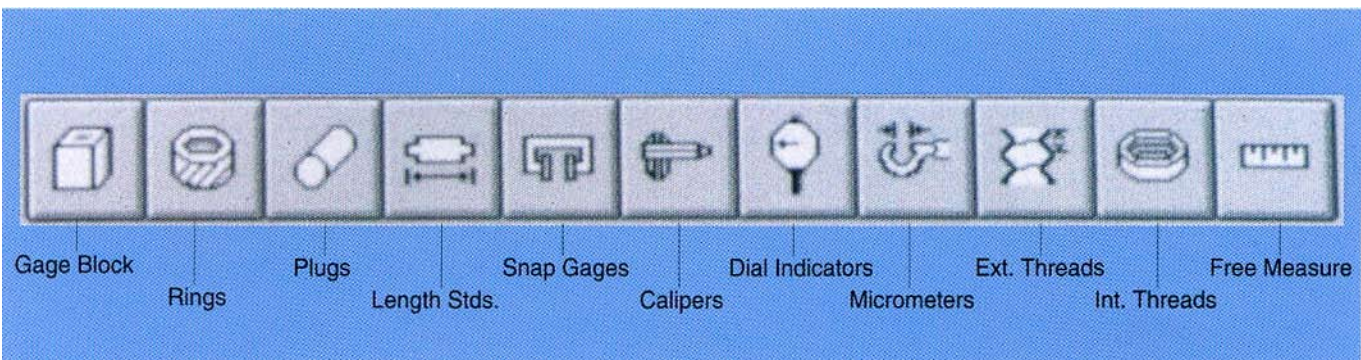 Gage Block
Rings
Plugs
Length Stds.
Snap Gages
Calipers
Dial Indicators
Micrometers
Ext. Threads
Int. Threads
Free Measure